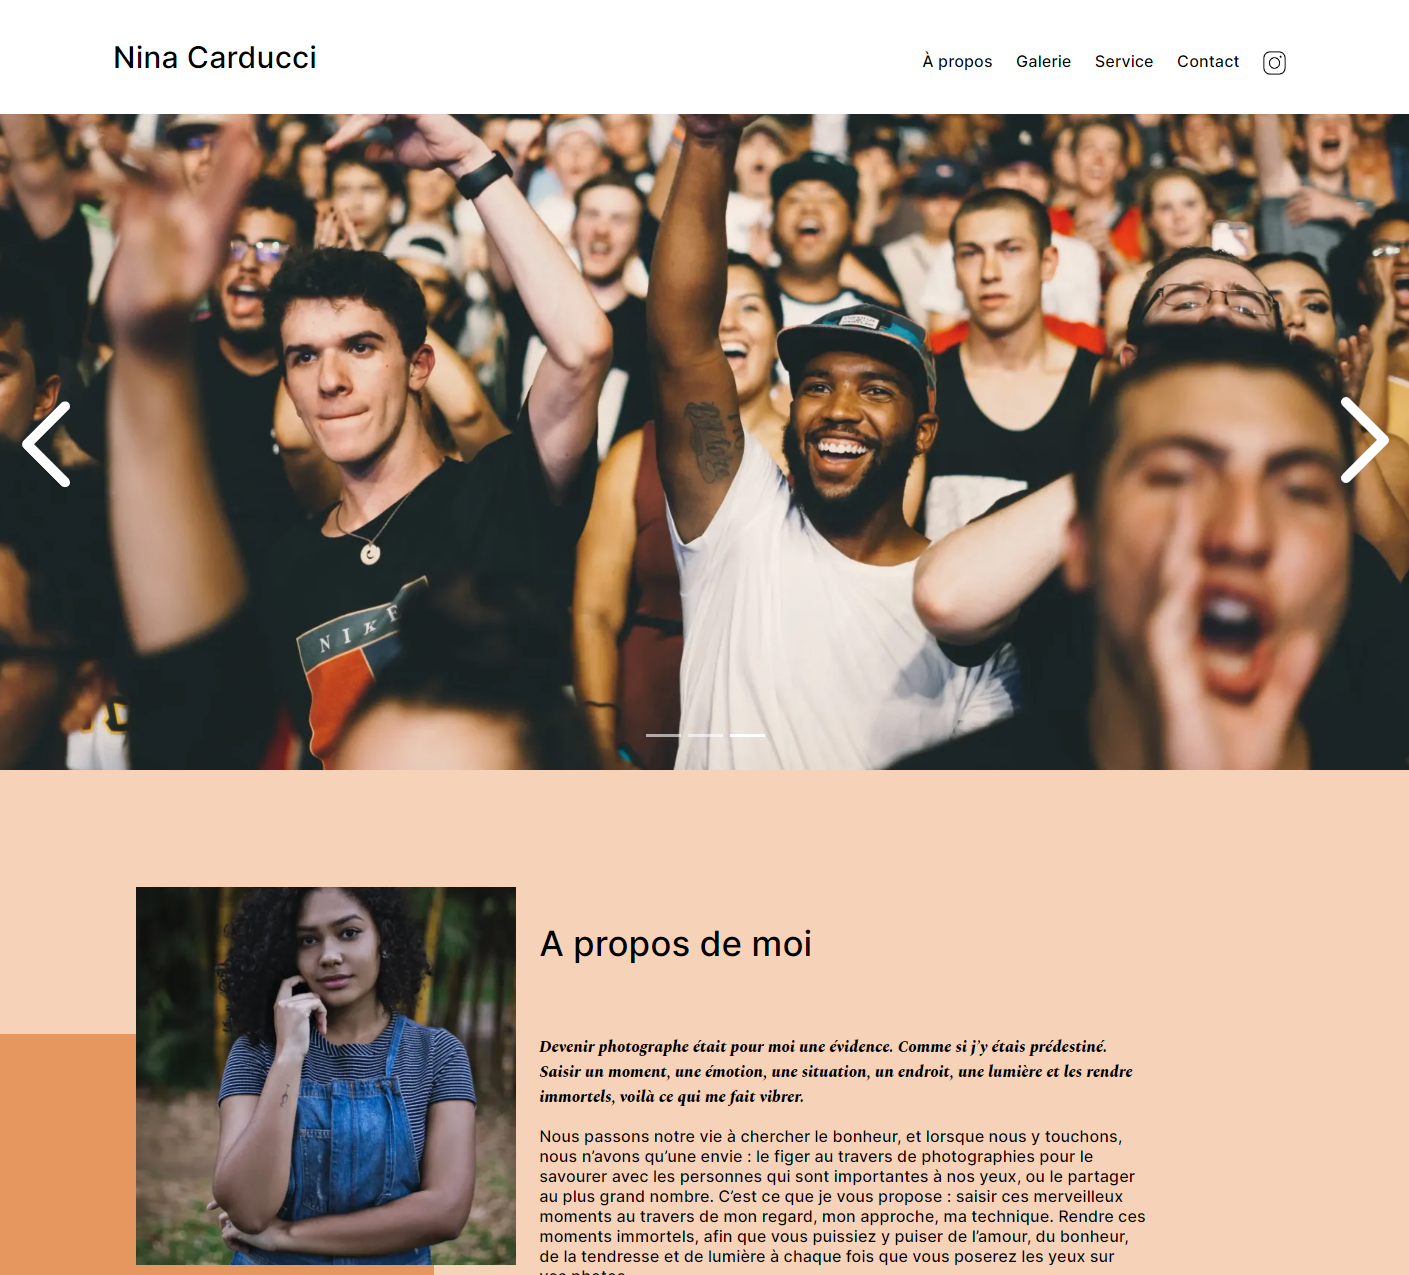 Nina Carducci
À propos Galerie Service Contact
NIKE
A propos de moi
Devenir photographe était pour moi une évidence. Comme si j'y étais prédestiné.
Saisir un moment, une émotion, une situation, un endroit, une lumière et les rendre
immortels, voilà ce qui me fait vibrer.
Nous passons notre vie à chercher le bonheur, et lorsque nous y touchons,
nous n’avons qu’une envie : le figer au travers de photographies pour le
savourer avec les personnes qui sont importantes à nos yeux, ou le partager
au plus grand nombre. C’est ce que je vous propose : saisir ces merveilleux
moments au travers de mon regard, mon approche, ma technique. Rendre ces
moments immortels, afin que vous puissiez y puiser de l’amour, du bonheur,
de la tendresse et de lumière à chaque fois que vous poserez les yeux sur
vos photos.